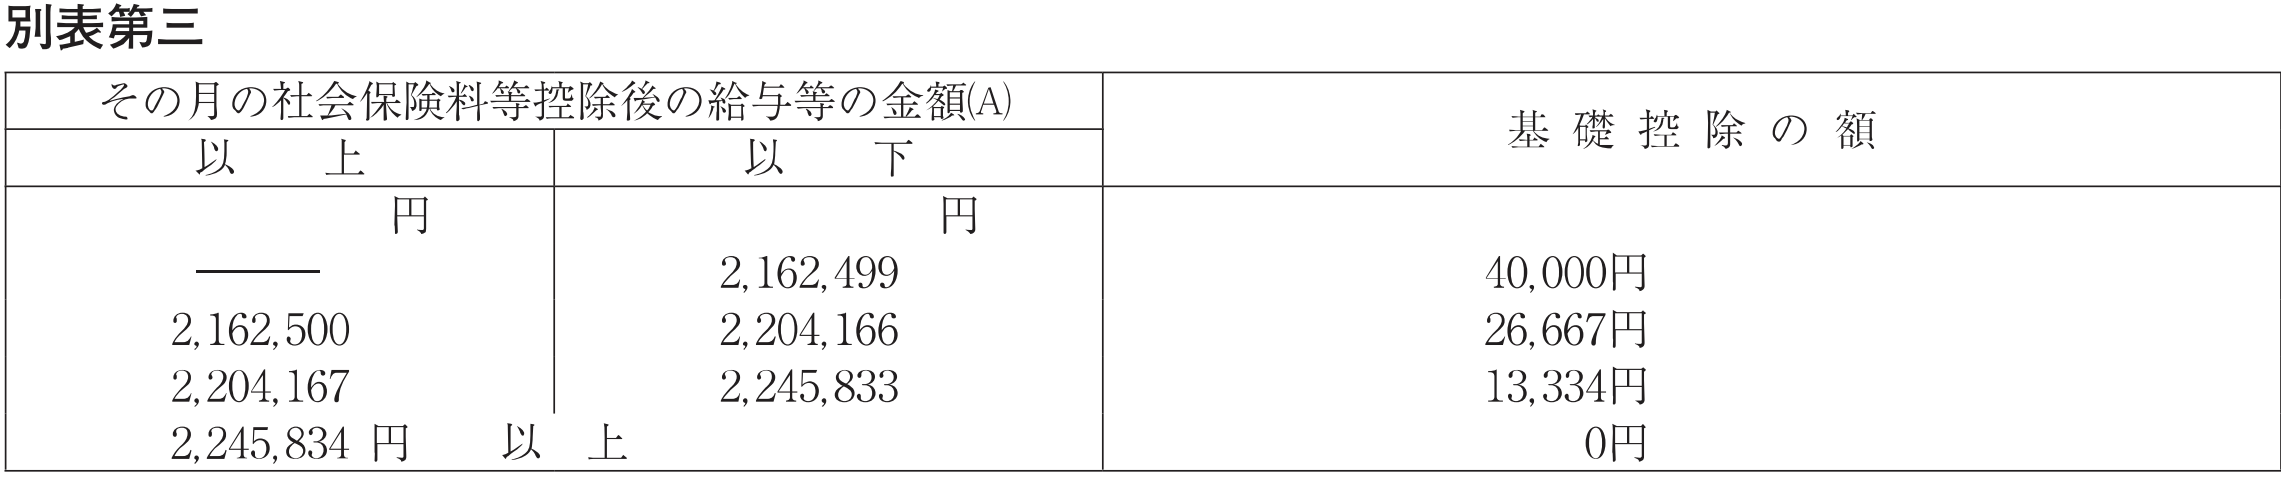 別表第三
その月の社会保険料等控除後の給与等の金額(A)
基礎控除の額
以上 以下
円 円
―― 2,162,499 40,000円
2,162,500 2,204,166 26,667円
2,204,167 2,245,833 13,334円
2,245,834 円 以上 0円